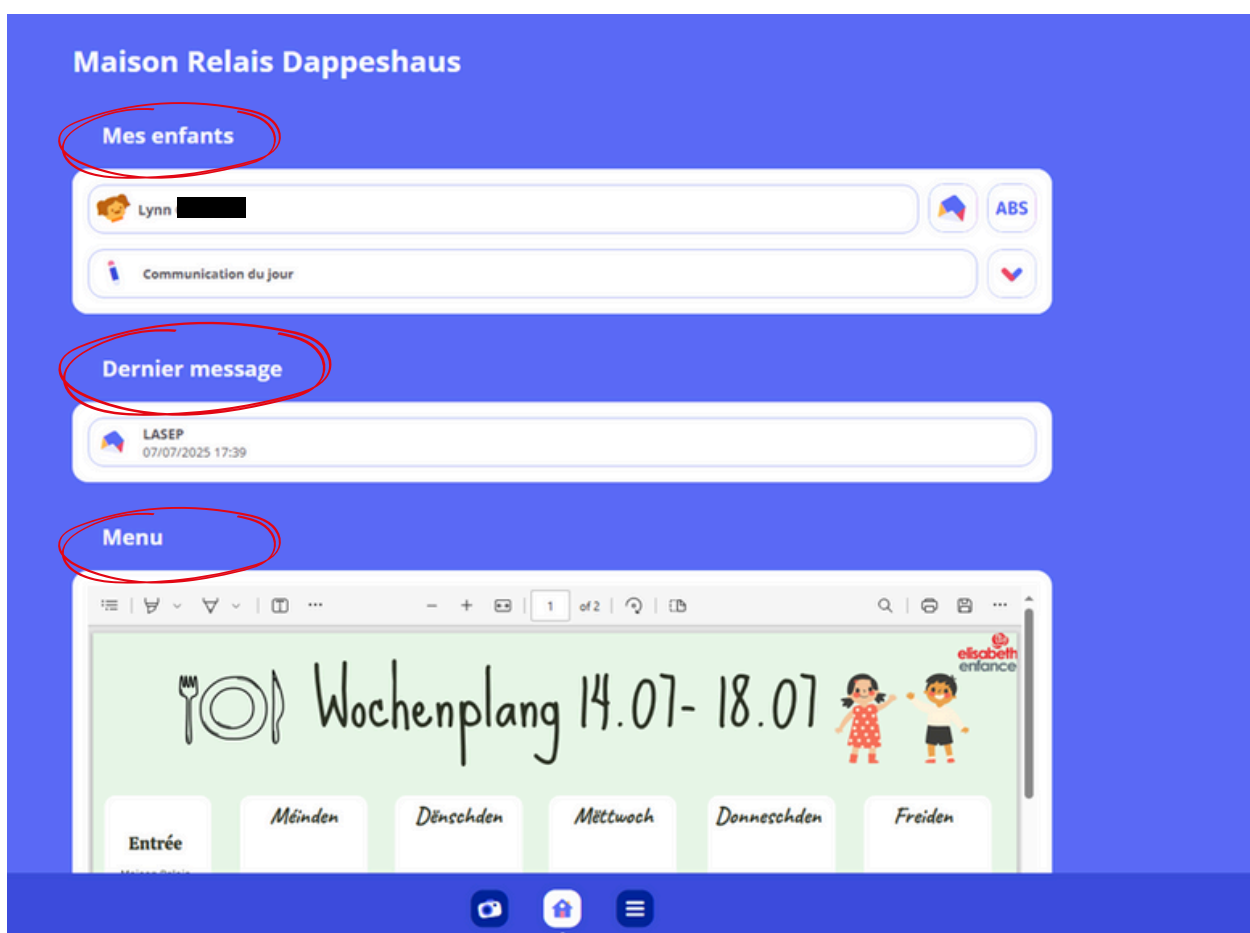 Maison Relais Dappeshaus
Mes enfants
Lynn
ABS
Communication du jour
Dernier message
LASEP
07/07/2025 17:39
Menu
1 of 2
elisabeth
enfance
Wochenplang 14.07- 18.07
Méinden Dënschden Mëttwoch Donneschden Freiden
Entrée